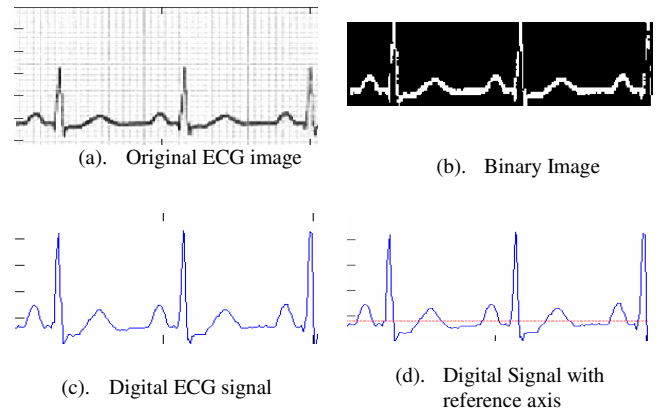 (a). Original ECG image
(b). Binary Image
(c). Digital ECG signal
(d). Digital Signal with
reference axis